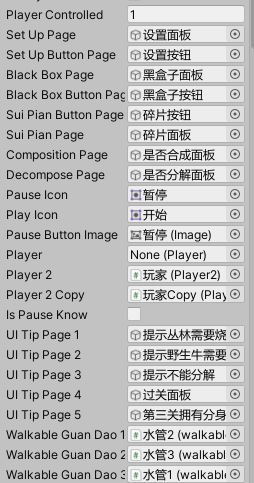 Player Controlled 1
Set Up Page 设置面板
Set Up Button Page 设置按钮
Black Box Page 黑盒子面板
Black Box Button Pag 黑盒子按钮
Sui Pian Button Page 碎片按钮
Sui Pian Page 碎片面板
Composition Page 是否合成面板
Decompose Page 是否分解面板
Pause Icon 暂停
Play Icon 开始
Pause Button Image 暂停 (Image)
Player None (Player)
Player 2 玩家 (Player2)
Player 2 Copy 玩家Copy (Play
Is Pause Know
UI Tip Page 1 提示丛林需要烧
UI Tip Page 2 提示野生牛需要
UI Tip Page 3 提示不能分解
UI Tip Page 4 过关面板
UI Tip Page 5 第三关拥有分身
Walkable Guan Dao 1 水管2 (walkabl
Walkable Guan Dao 2 水管3 (walkabl
Walkable Guan Dao 3 水管1 (walkabl